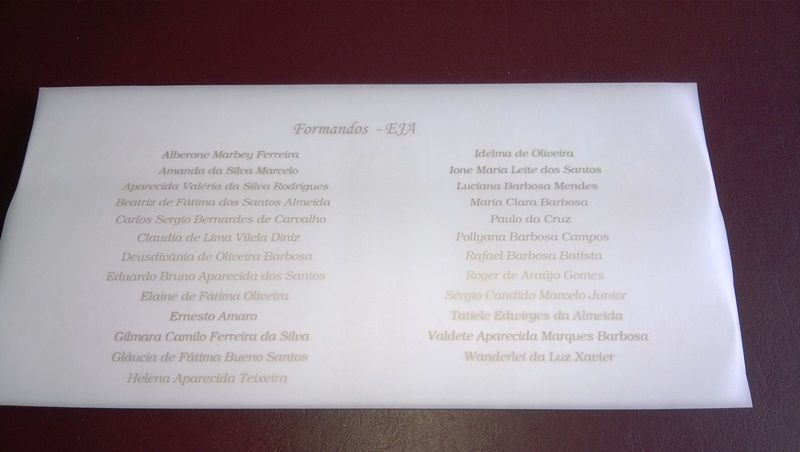 Formandos - EJA
Alberone Marbey Ferreira
Amanda da Silva Marcelo
Aparecida Valéria da Silva Rodrigues
Beatriz de Fátima dos Santos Almeida
Carlos Sergio Bernardes de Carvalho
Claudia de Lima Vilela Diniz
Deusdivânia de Oliveira Barbosa
Eduardo Bruno Aparecida dos Santos
Elaine de Fátima Oliveira
Ernesto Amaro
Gilmara Camilo Ferreira da Silva
Gláucia de Fátima Bueno Santos
Helena Aparecida Teixeira
Idelma de Oliveira
Ione Maria Leite dos Santos
Luciana Barbosa Mendes
Maria Clara Barbosa
Paulo da Cruz
Pollyana Barbosa Campos
Rafael Barbosa Batista
Roger de Araújo Gomes
Sérgio Candido Marcelo Junior
Tatiele Edwirges da Almeida
Valdete Aparecida Marques Barbosa
Wanderlei da Luz Xavier